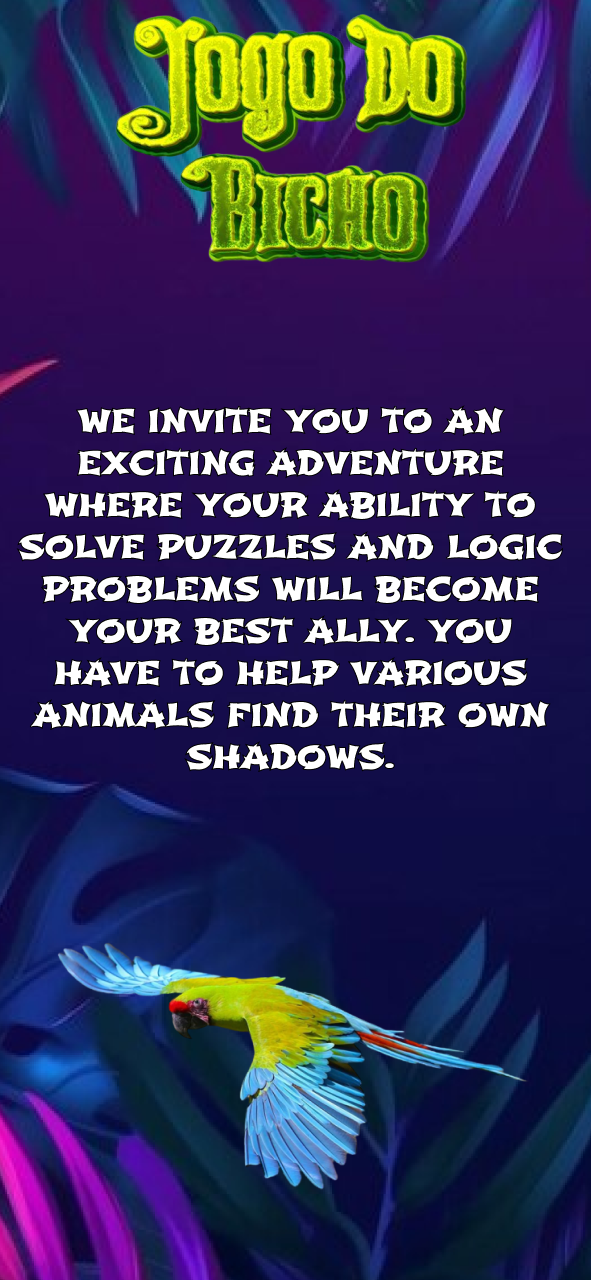 Jogo Do
Bicho
WE INVITE YOU TO AN
EXCITING ADVENTURE
WHERE YOUR ABILITY TO
SOLVE PUZZLES AND LOGIC
PROBLEMS WILL BECOME
YOUR BEST ALLY. YOU
HAVE TO HELP VARIOUS
ANIMALS FIND THEIR OWN
SHADOWS.